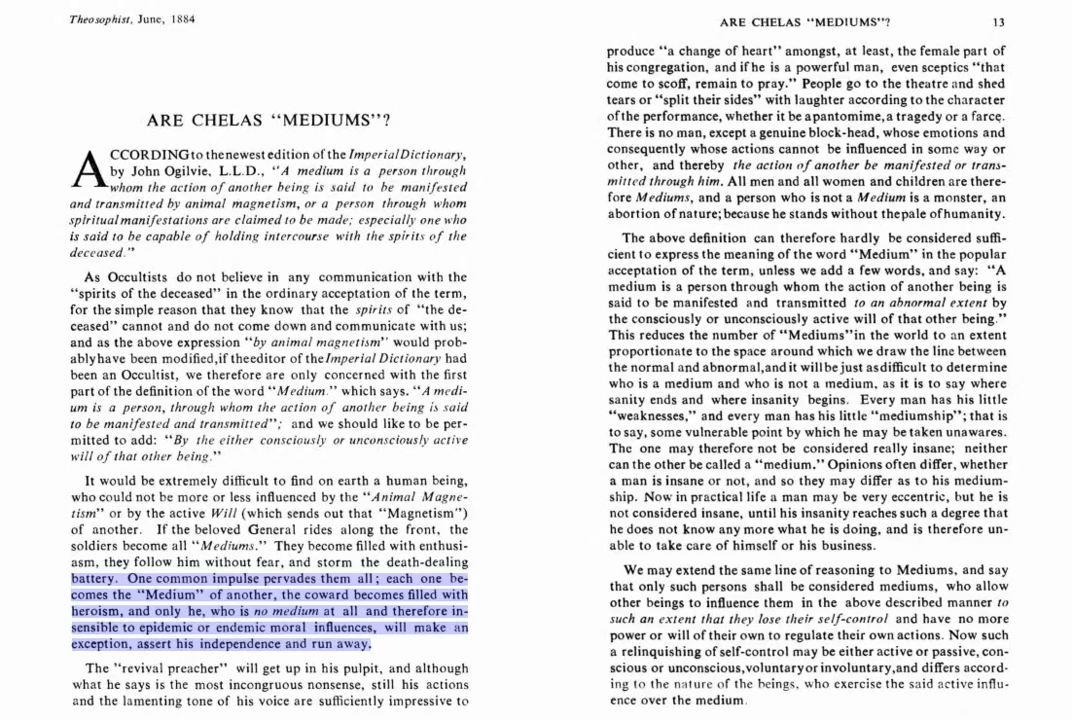 Theosophist, June, 1884
ARE CHELAS "MEDIUMS"?
ACCORDING to the newest edition of the Imperial Dictionary,
by John Ogilvie, L.L.D., "A medium is a person through
whom the action of another being is said to be manifested
and transmitted by animal magnetism, or a person through whom
spiritual manifestations are claimed to be made; especially one who
is said to be capable of holding intercourse with the spirits of the
deceased."
As Occultists do not believe in any communication with the
"spirits of the deceased" in the ordinary acceptation of the term,
for the simple reason that they know that the spirits of "the de-
ceased" cannot and do not come down and communicate with us;
and as the above expression "by animal magnetism" would prob-
ably have been modified, if the editor of the Imperial Dictionary had
been an Occultist, we therefore are only concerned with the first
part of the definition of the word "Medium." which says. "A medi-
um is a person, through whom the action of another being is said
to be manifested and transmitted"; and we should like to be per-
mitted to add: "By the either consciously or unconsciously active
will of that other being."
It would be extremely difficult to find on earth a human being,
who could not be more or less influenced by the "Animal Magne-
tism" or by the active Will (which sends out that "Magnetism")
of another. If the beloved General rides along the front, the
soldiers become all "Mediums." They become filled with enthusi-
asm, they follow him without fear, and storm the death-dealing
battery. One common impulse pervades them all; each one be-
comes the "Medium" of another, the coward becomes filled with
heroism, and only he, who is no medium at all and therefore in-
sensible to epidemic or endemic moral influences, will make an
exception, assert his independence and run away.
The "revival preacher" will get up in his pulpit, and although
what he says is the most incongruous nonsense, still his actions
and the lamenting tone of his voice are sufficiently impressive to
ARE CHELAS "MEDIUMS"? 13
produce "a change of heart" amongst, at least, the female part of
his congregation, and if he is a powerful man, even sceptics "that
come to scoff, remain to pray." People go to the theatre and shed
tears or "split their sides" with laughter according to the character
of the performance, whether it be a pantomime, a tragedy or a farce.
There is no man, except a genuine block-head, whose emotions and
consequently whose actions cannot be influenced in some way or
other, and thereby the action of another be manifested or trans-
mitted through him. All men and all women and children are there-
fore Mediums, and a person who is not a Medium is a monster, an
abortion of nature; because he stands without the pale of humanity.
The above definition can therefore hardly be considered suffi-
cient to express the meaning of the word "Medium" in the popular
acceptation of the term, unless we add a few words, and say: "A
medium is a person through whom the action of another being is
said to be manifested and transmitted to an abnormal extent by
the consciously or unconsciously active will of that other being."
This reduces the number of "Mediums" in the world to an extent
proportionate to the space around which we draw the line between
the normal and abnormal, and it will be just as difficult to determine
who is a medium and who is not a medium, as it is to say where
sanity ends and where insanity begins. Every man has his little
"weaknesses," and every man has his little "mediumship"; that is
to say, some vulnerable point by which he may be taken unawares.
The one may therefore not be considered really insane; neither
can the other be called a "medium." Opinions often differ, whether
a man is insane or not, and so they may differ as to his medium-
ship. Now in practical life a man may be very eccentric, but he is
not considered insane, until his insanity reaches such a degree that
he does not know any more what he is doing, and is therefore un-
able to take care of himself or his business.
We may extend the same line of reasoning to Mediums, and say
that only such persons shall be considered mediums, who allow
other beings to influence them in the above described manner to
such an extent that they lose their self-control and have no more
power or will of their own to regulate their own actions. Now such
a relinquishing of self-control may be either active or passive, con-
scious or unconscious, voluntary or involuntary, and differs accord-
ing to the nature of the beings, who exercise the said active influ-
ence over the medium.